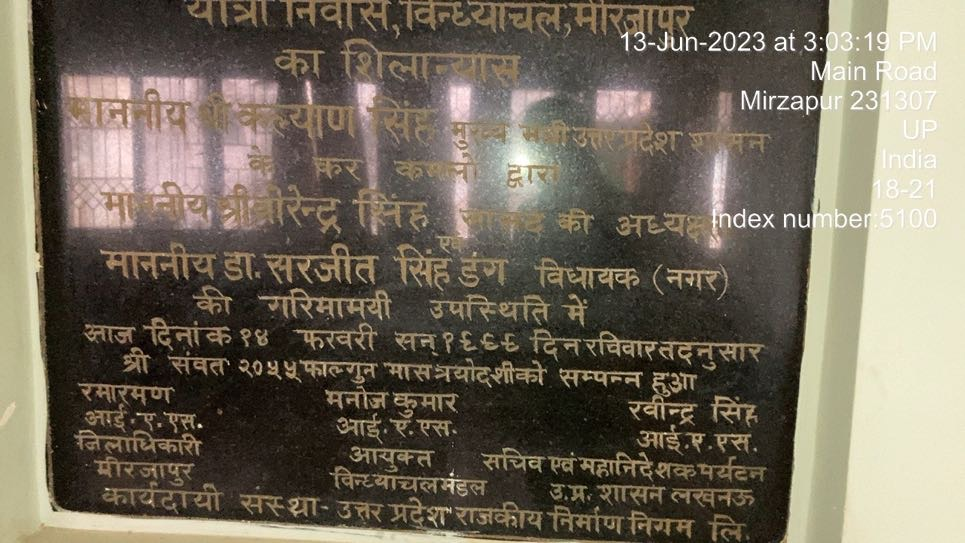 यात्री निवास,विन्ध्याचल,मीरजापुर
का शिलान्यास
माननीय श्री कल्याण सिंह मुख्य मंत्री उत्तर प्रदेश शासन
के कर कमलों द्वारा
माननीय श्री वीरेन्द्र सिंह सांसद की
एवं
माननीय डा. सरजीत सिंह डंग विधायक (नगर)
की गरिमामयी उपस्थिति में
आज दिनांक १४ फरवरी सन् १९९९ दिन रविवार तदनुसार
श्री संवत २०५५ फाल्गुन मास त्रयोदशी को सम्पन्न हुआ
रमारमण मनोज कुमार रवीन्द्र सिंह
आई.ए.एस. आई.ए.एस. आई.ए.एस.
जिलाधिकारी आयुक्त सचिव एवं महानिदेशक पर्यटन
मीरजापुर विन्ध्याचल मंडल उ.प्र. शासन लखनऊ
कार्यदायी सस्था- उत्तर प्रदेश राजकीय निर्माण निगम लि.
13-Jun-2023 at 3:03:19 PM
Main Road
Mirzapur 231307
UP
India
18-21
Index number:5100